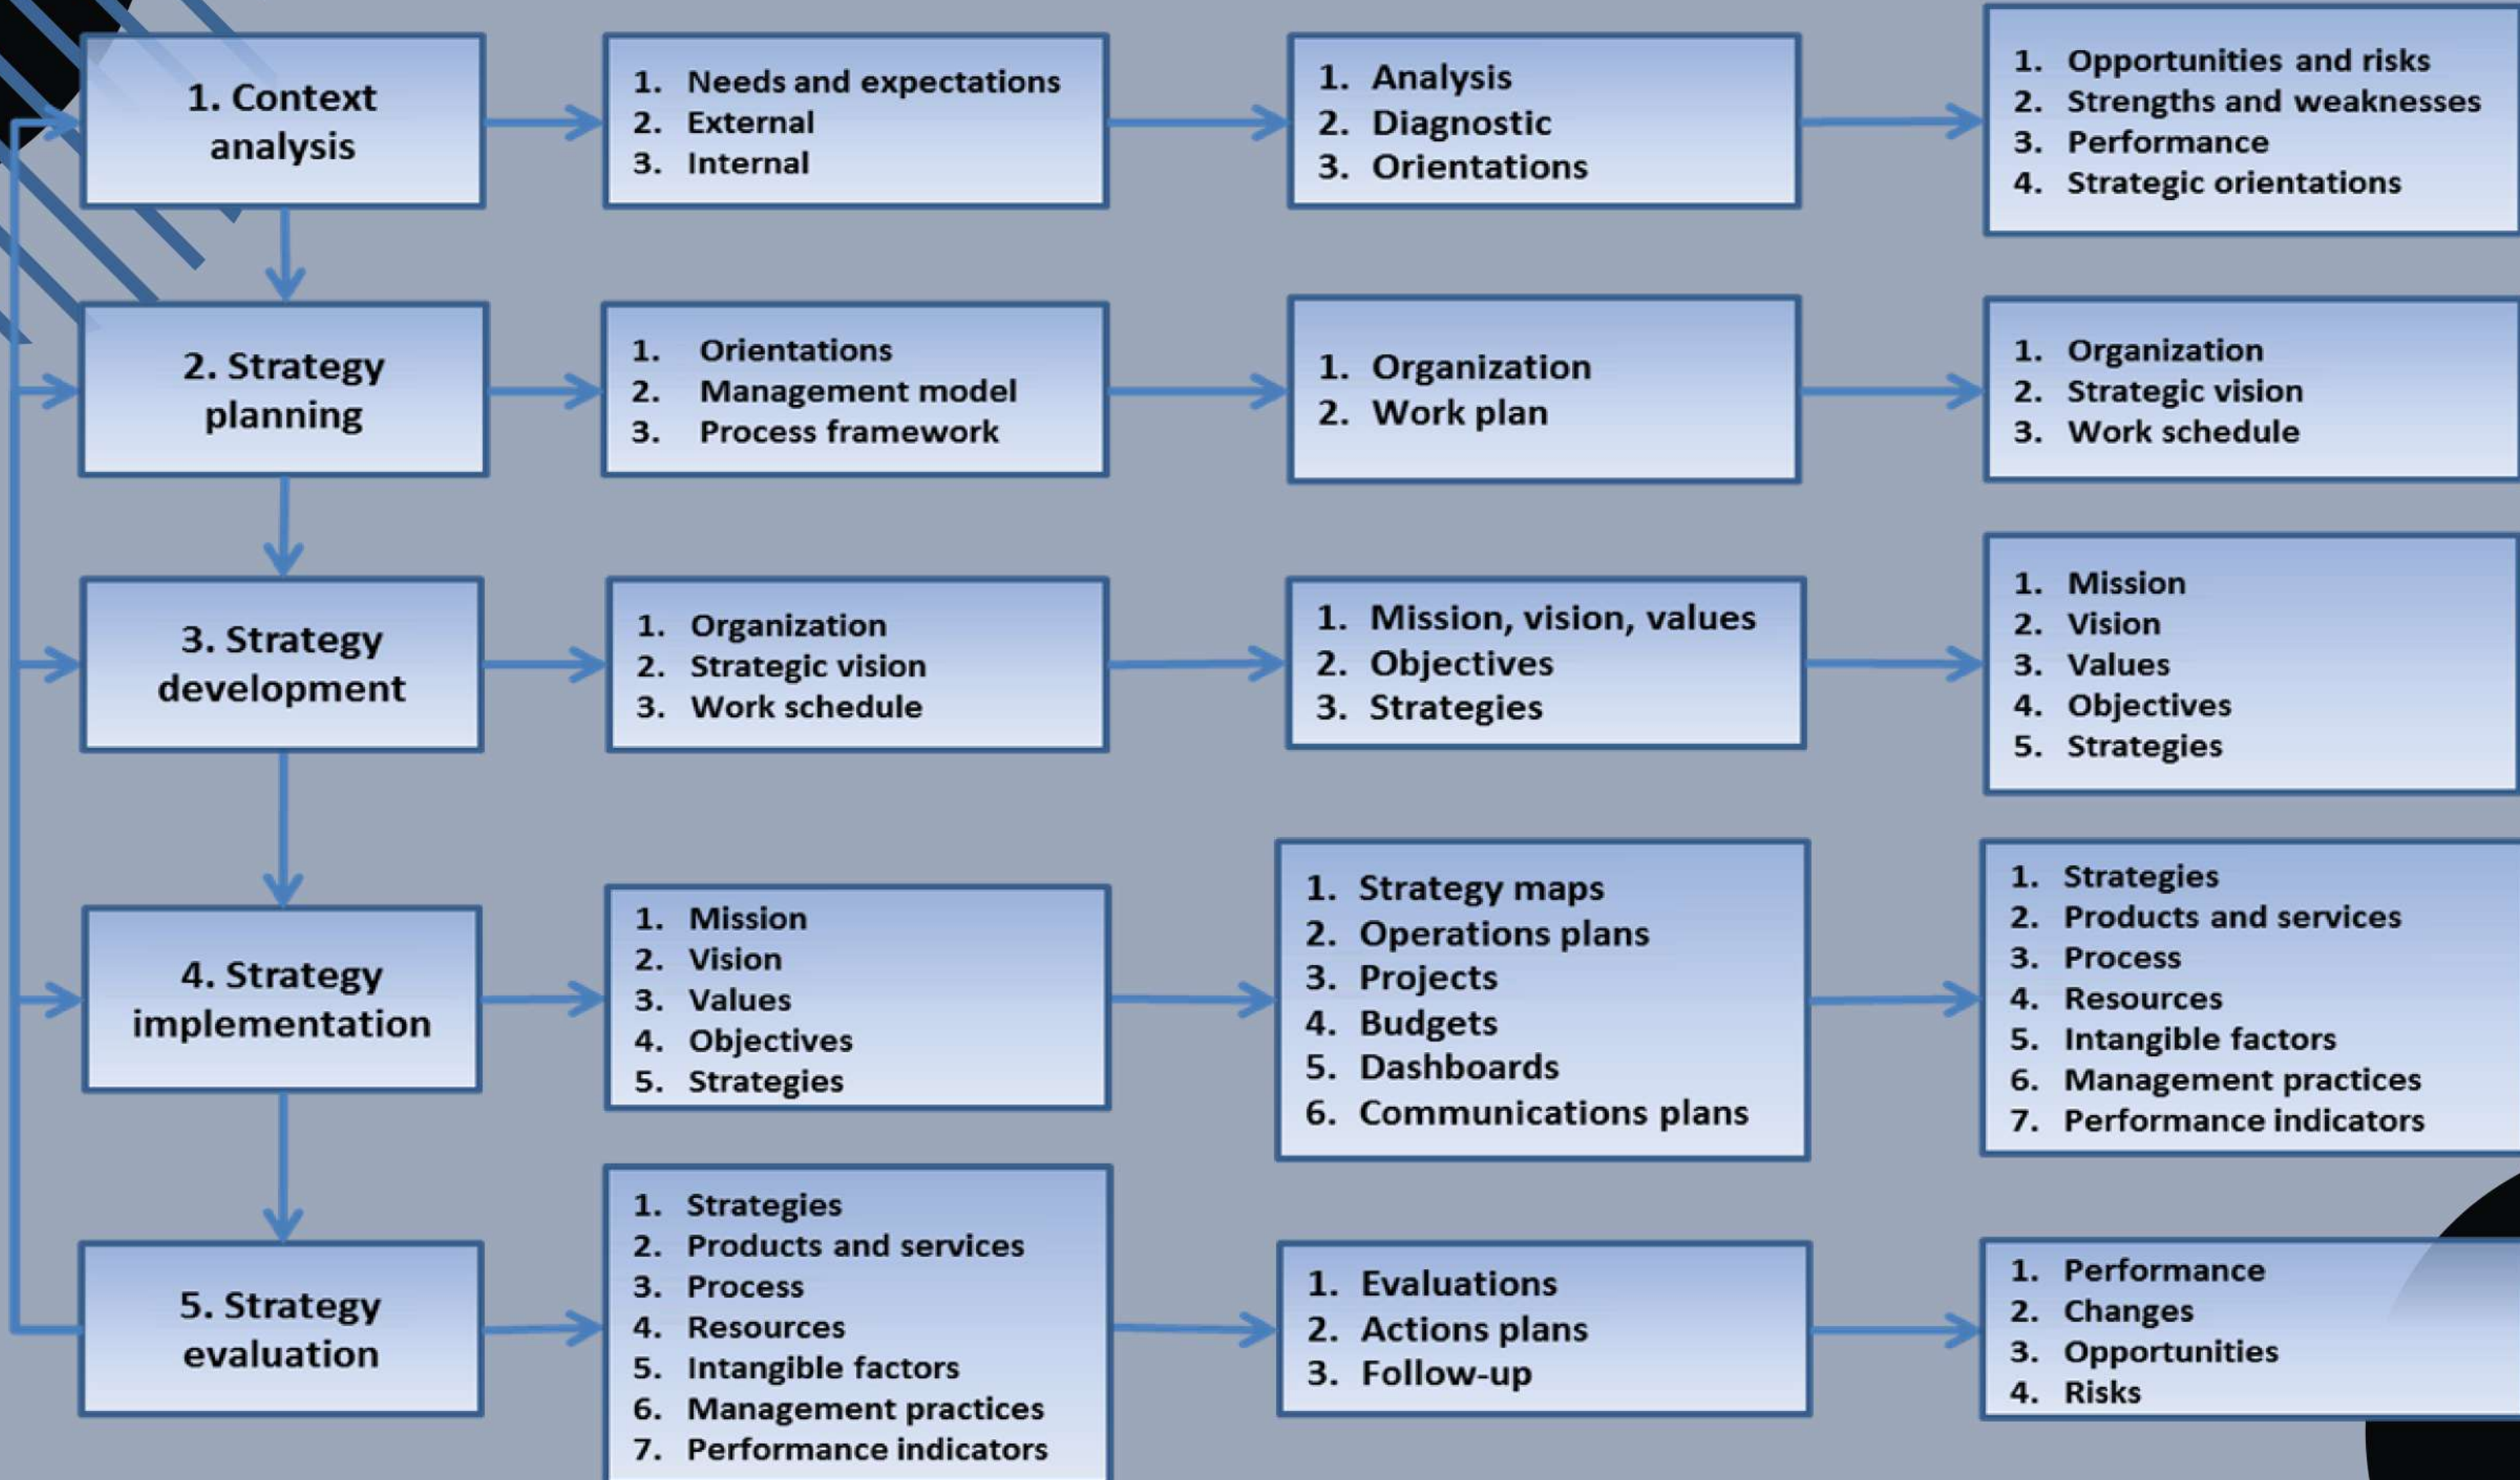 1. Context
analysis
1. Needs and expectations
2. External
3. Internal
1. Analysis
2. Diagnostic
3. Orientations
1. Opportunities and risks
2. Strengths and weaknesses
3. Performance
4. Strategic orientations
2. Strategy
planning
1. Orientations
2. Management model
3. Process framework
1. Organization
2. Work plan
1. Organization
2. Strategic vision
3. Work schedule
3. Strategy
development
1. Organization
2. Strategic vision
3. Work schedule
1. Mission, vision, values
2. Objectives
3. Strategies
1. Mission
2. Vision
3. Values
4. Objectives
5. Strategies
4. Strategy
implementation
1. Mission
2. Vision
3. Values
4. Objectives
5. Strategies
1. Strategy maps
2. Operations plans
3. Projects
4. Budgets
5. Dashboards
6. Communications plans
1. Strategies
2. Products and services
3. Process
4. Resources
5. Intangible factors
6. Management practices
7. Performance indicators
5. Strategy
evaluation
1. Strategies
2. Products and services
3. Process
4. Resources
5. Intangible factors
6. Management practices
7. Performance indicators
1. Evaluations
2. Actions plans
3. Follow-up
1. Performance
2. Changes
3. Opportunities
4. Risks